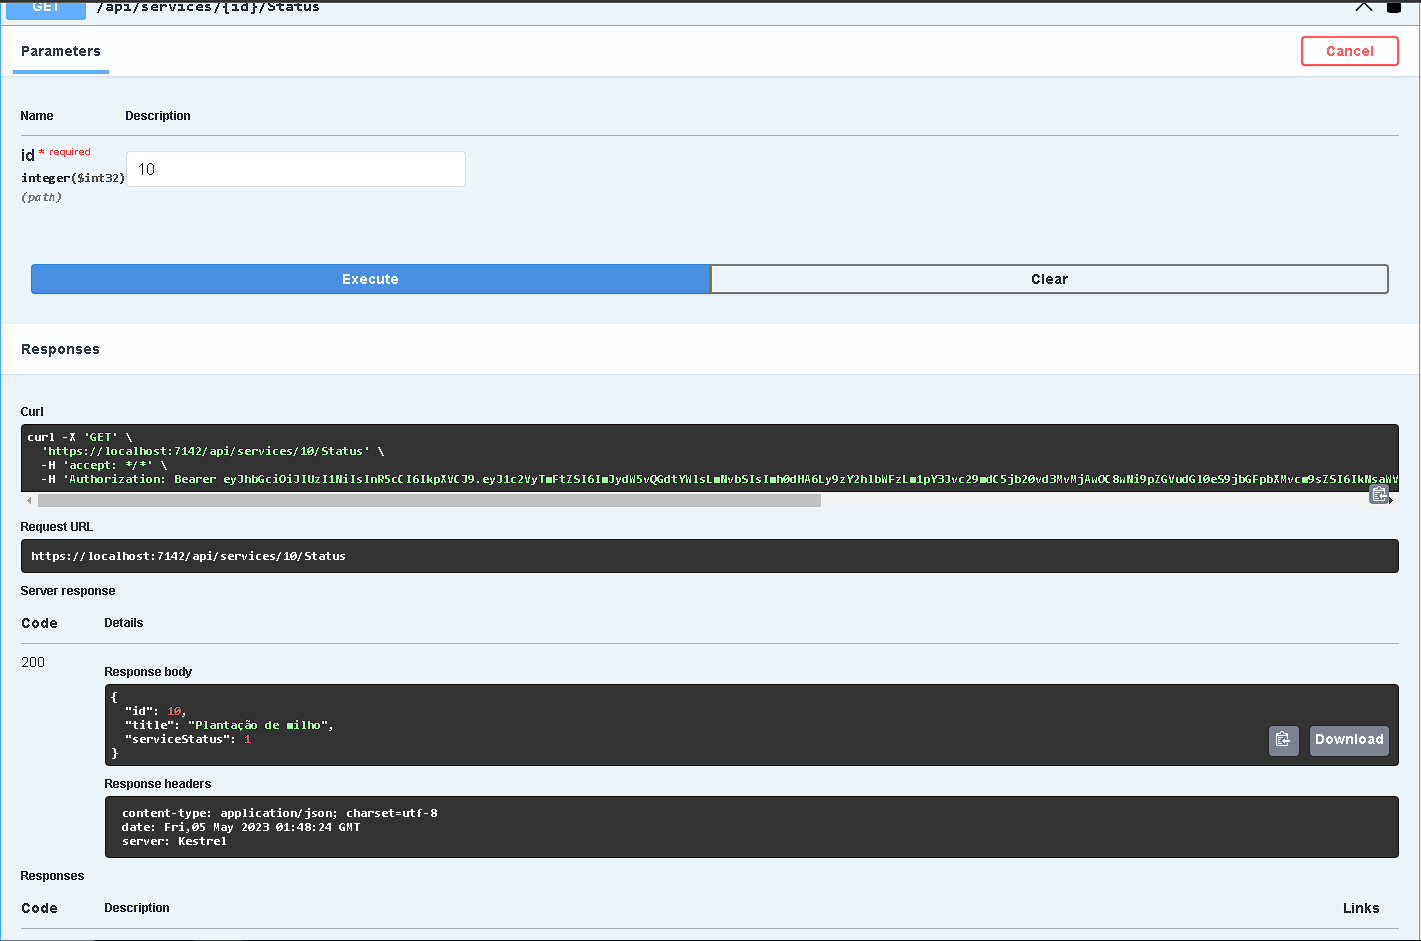 GET /api/services/{id}/Status
Parameters
Cancel
Name Description
id * required
integer($int32)
(path)
10
Execute
Clear
Responses
Curl
curl -X 'GET' \
'https://localhost:7142/api/services/10/Status' \
-H 'accept: */*' \
-H 'Authorization: Bearer
Request URL
https://localhost:7142/api/services/10/Status
Server response
Code Details
200
Response body
{
"id": 10,
"title": "Plantação de milho",
"serviceStatus": 1
}
Download
Response headers
content-type: application/json; charset=utf-8
date: Fri,05 May 2023 01:48:24 GMT
server: Kestrel
Responses
Code Description Links